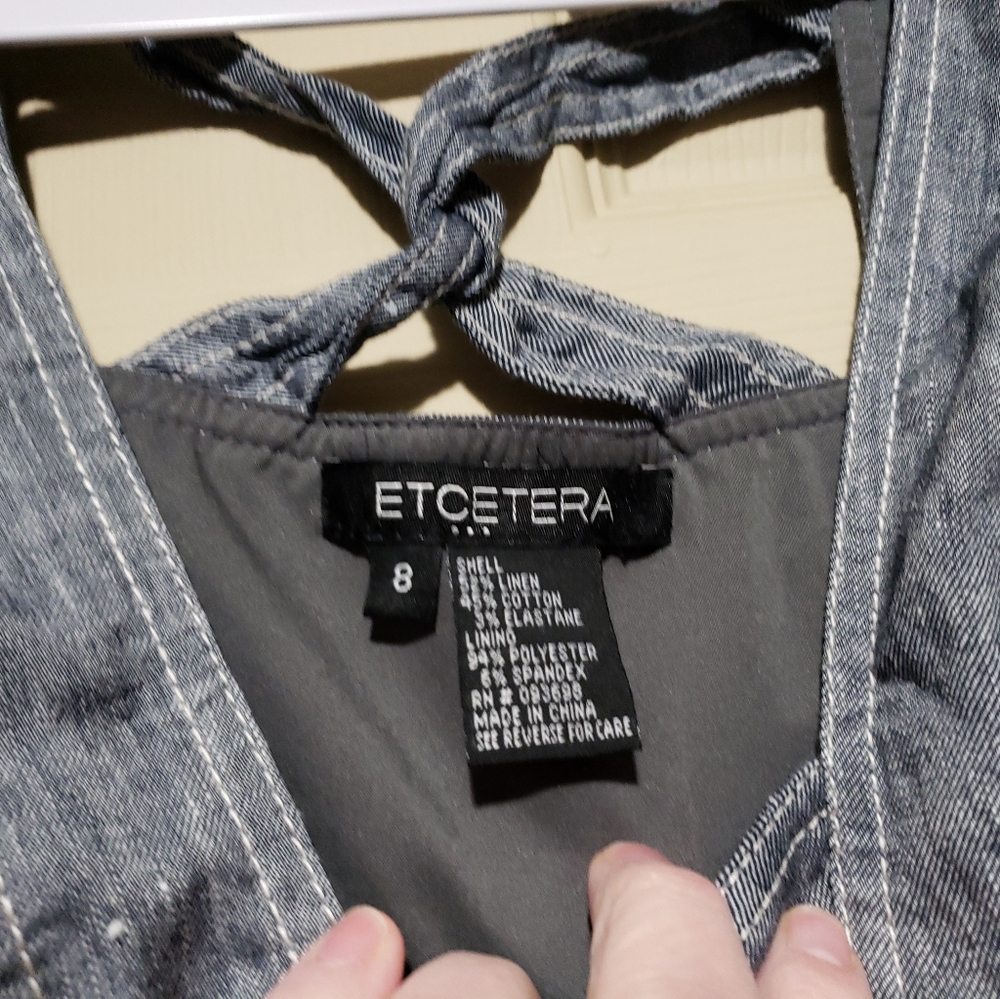 ETCETERA
...
8
SHELL
52% LINEN
45% COTTON
3% ELASTANE
LINING
94% POLYESTER
6% SPANDEX
RN # 093698
MADE IN CHINA
SEE REVERSE FOR CARE